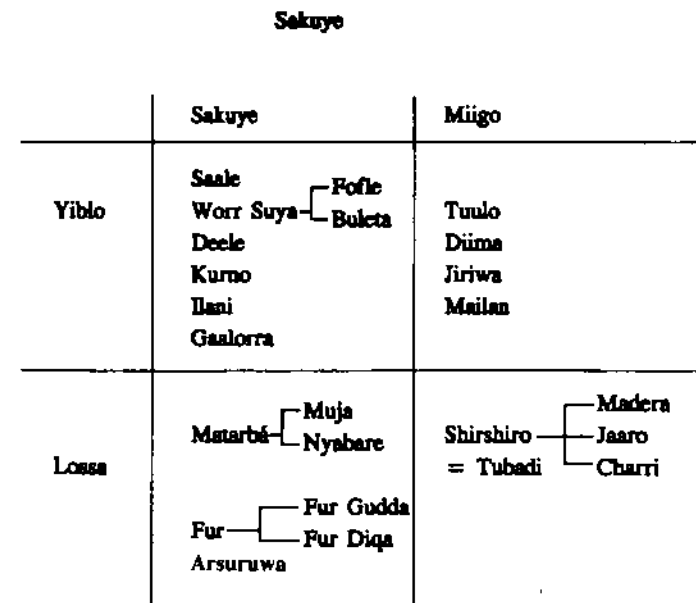 Sakuye
Sakuye Miigo
Yiblo
Saale
Worr Suya Fofle
Buleta
Deele
Kurno
Ilani
Gaalorra
Tuulo
Diima
Jiriwa
Mailan
Lossa
Matarbá Muja
Nyabare
Fur Fur Gudda
Fur Diqa
Arsuruwa
Shirshiro Madera
= Tubadi Jaaro
Charri